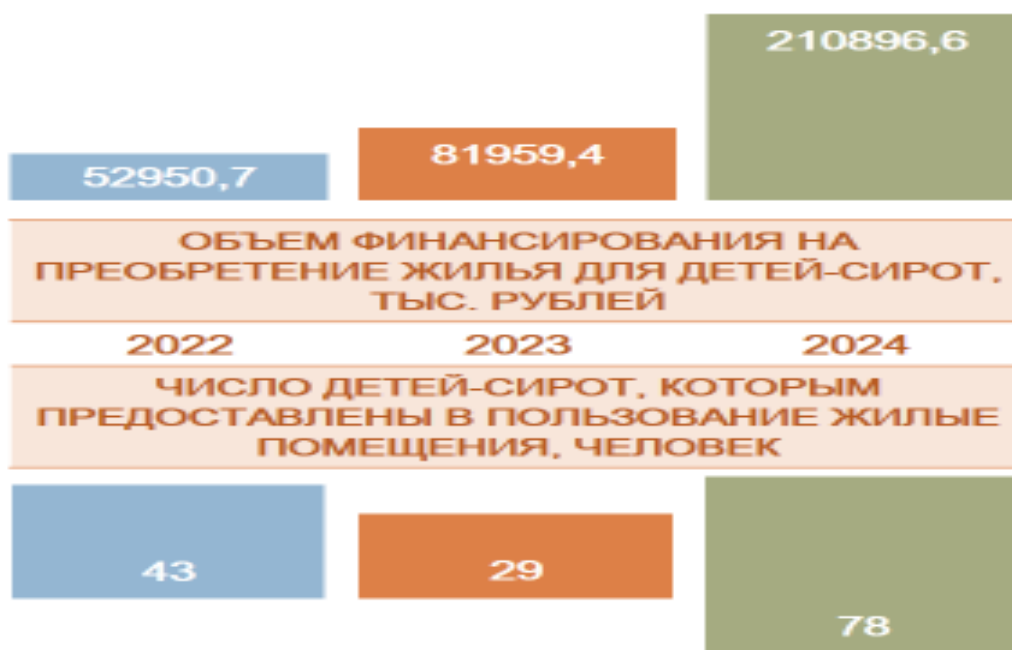 210896,6
81959,4
52950,7
ОБЪЕМ ФИНАНСИРОВАНИЯ НА
ПРЕОБРЕТЕНИЕ ЖИЛЬЯ ДЛЯ ДЕТЕЙ-СИРОТ,
ТЫС. РУБЛЕЙ
2022 2023 2024
ЧИСЛО ДЕТЕЙ-СИРОТ, КОТОРЫМ
ПРЕДОСТАВЛЕНЫ В ПОЛЬЗОВАНИЕ ЖИЛЫЕ
ПОМЕЩЕНИЯ, ЧЕЛОВЕК
43 29
78